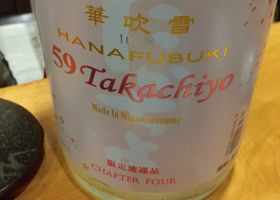 華吹雪
HANAFUBUKI
59 Takachiyo
Made In Minamiuonuma
限定流通品
CHAPTER FOUR